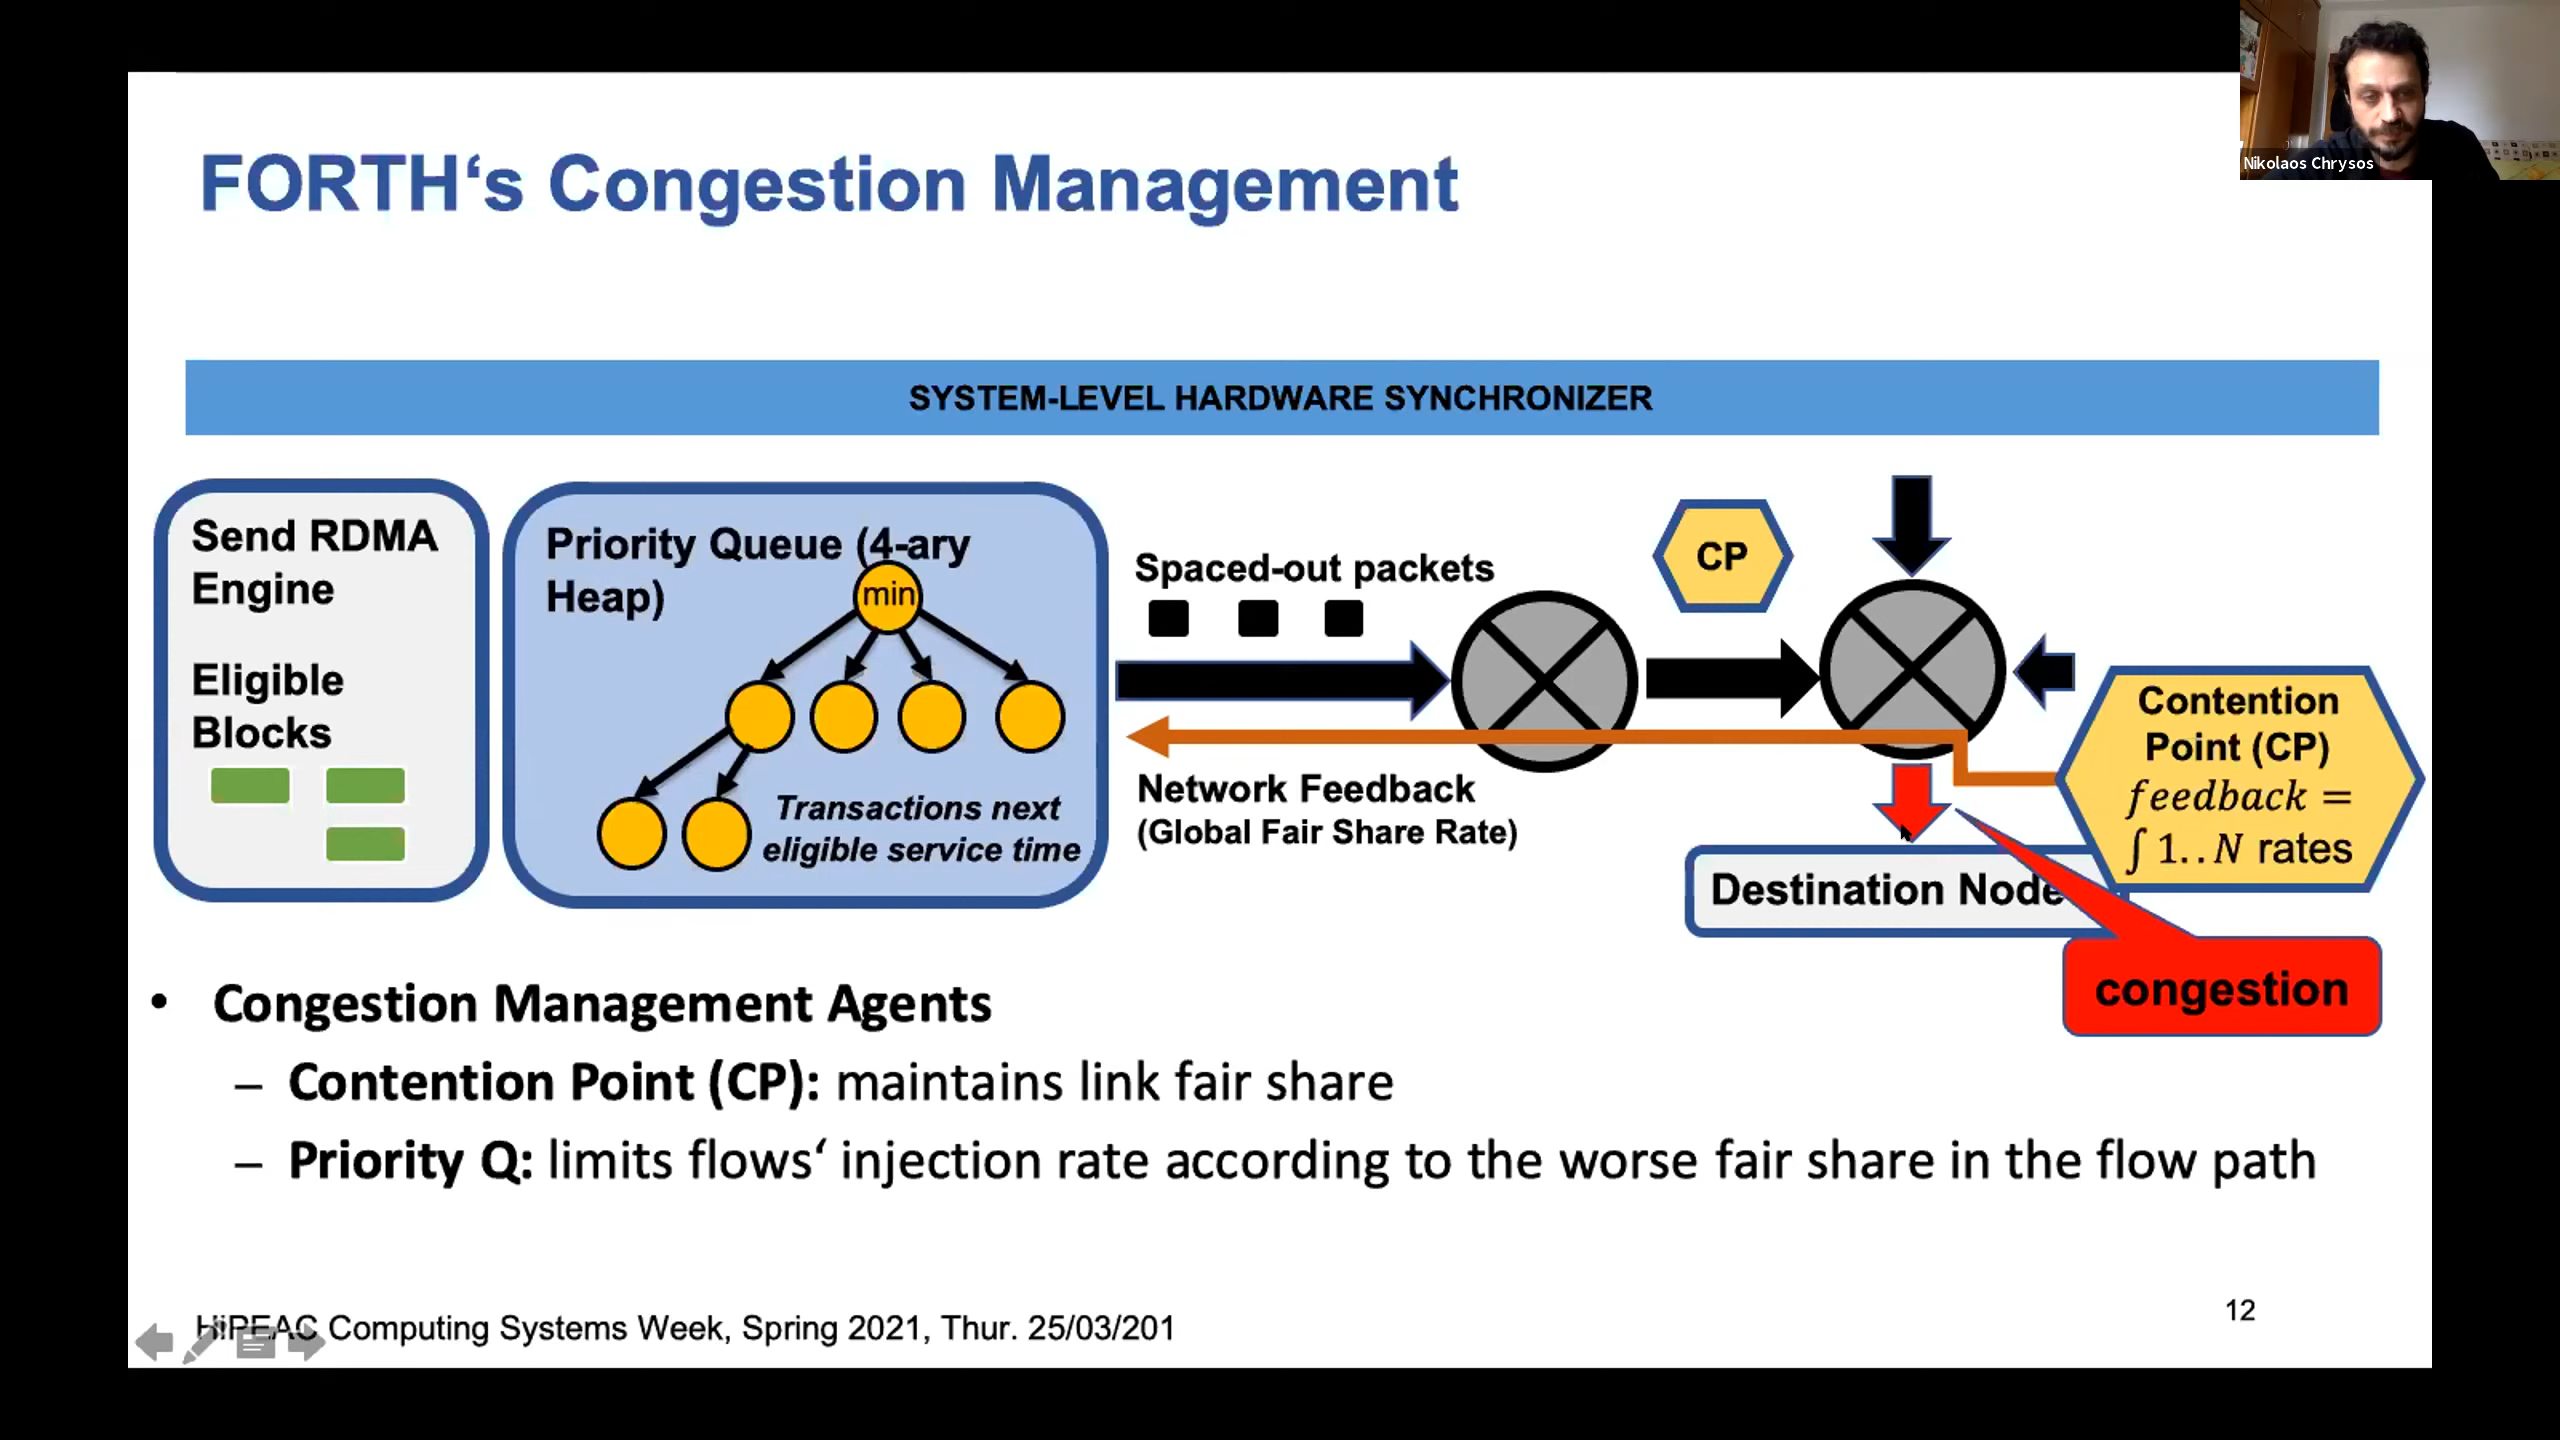 Nikolaos Chrysos
FORTH‘s Congestion Management
SYSTEM-LEVEL HARDWARE SYNCHRONIZER
Send RDMA
Engine
Eligible
Blocks
Priority Queue (4-ary
Heap)
min
Transactions next
eligible service time
Spaced-out packets
Network Feedback
(Global Fair Share Rate)
CP
Contention
Point (CP)
feedback =
∫ 1..N rates
Destination Node
congestion
• Congestion Management Agents
– Contention Point (CP): maintains link fair share
– Priority Q: limits flows‘ injection rate according to the worse fair share in the flow path
HiPEAC Computing Systems Week, Spring 2021, Thur. 25/03/201
12